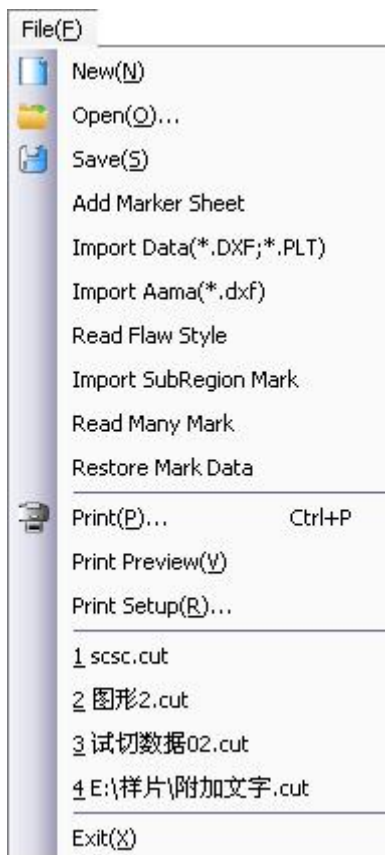 File(F)
New(N)
Open(O)...
Save(S)
Add Marker Sheet
Import Data(*.DXF;*.PLT)
Import Aama(*.dxf)
Read Flaw Style
Import SubRegion Mark
Read Many Mark
Restore Mark Data
Print(P)... Ctrl+P
Print Preview(V)
Print Setup(R)...
1 scsc.cut
2 图形2.cut
3 试切数据02.cut
4 E:\样片\附加文字.cut
Exit(X)